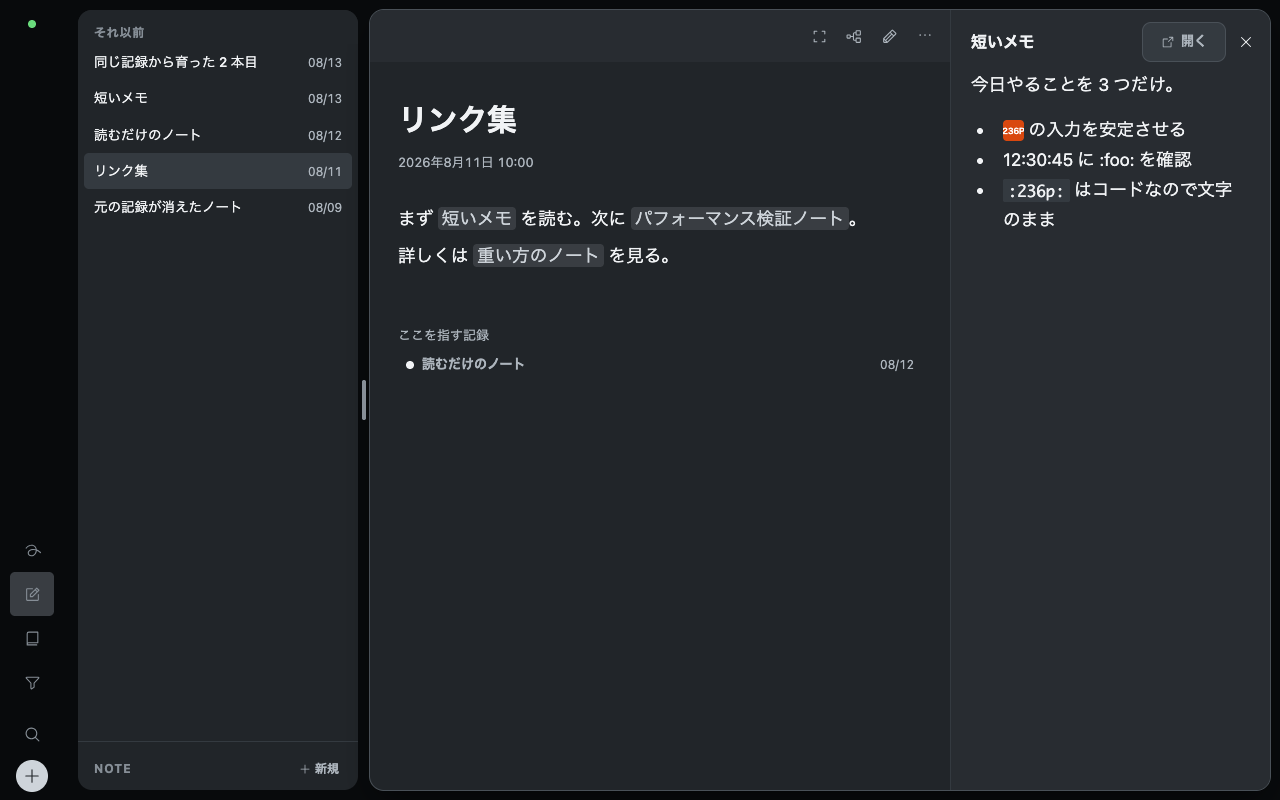 それ以前
同じ記録から育った 2 本目 08/13
短いメモ 08/13
読むだけのノート 08/12
リンク集 08/11
元の記録が消えたノート 08/09
NOTE
+ 新規
リンク集
2026年8月11日 10:00
まず 短いメモ を読む。次に パフォーマンス検証ノート。
詳しくは 重い方のノート を見る。
ここを指す記録
読むだけのノート 08/12
短いメモ
開く
今日やることを 3 つだけ。
236P の入力を安定させる
12:30:45 に :foo: を確認
:236p: はコードなので文字
のまま